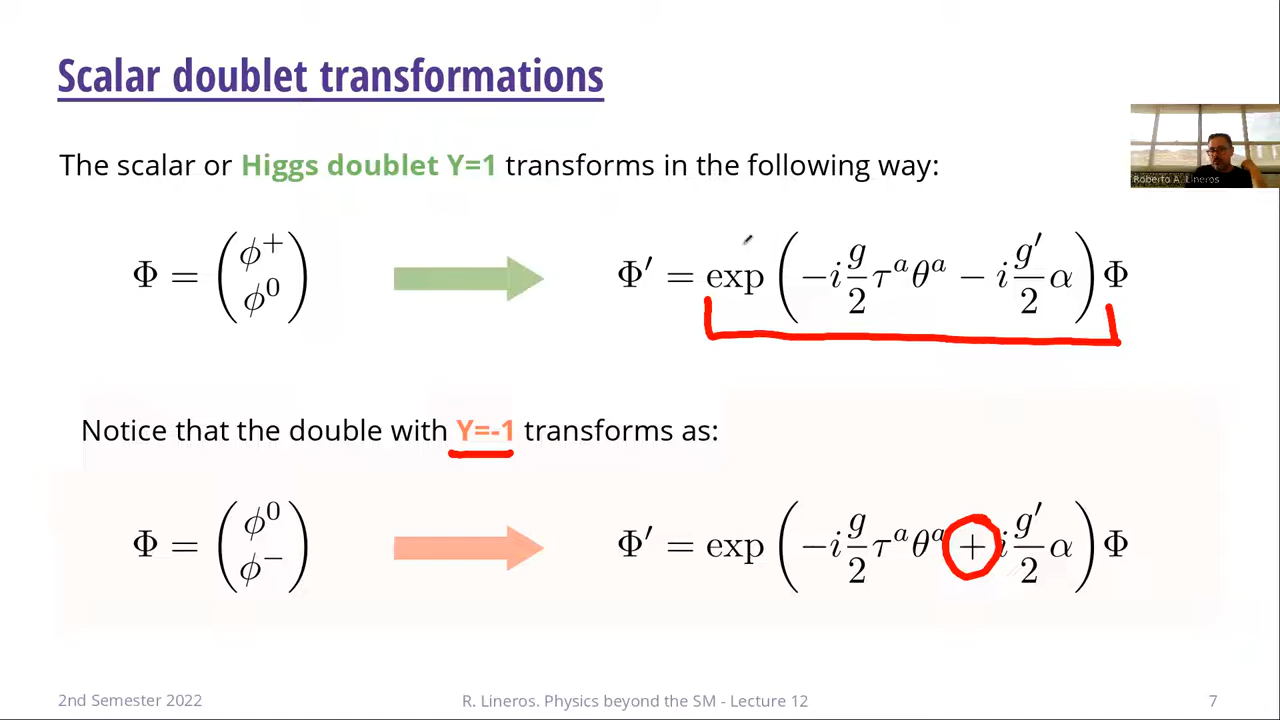 Scalar doublet transformations
The scalar or Higgs doublet Y=1 transforms in the following way:
Roberto A. Lineros
Φ = (ϕ⁺ ϕ⁰)
Φ′ = exp(−i g/2 τᵃθᵃ − i g′/2 α)Φ
Notice that the double with Y=-1 transforms as:
Φ = (ϕ⁰ ϕ⁻)
Φ′ = exp(−i g/2 τᵃθᵃ + i g′/2 α)Φ
2nd Semester 2022
R. Lineros. Physics beyond the SM - Lecture 12
7